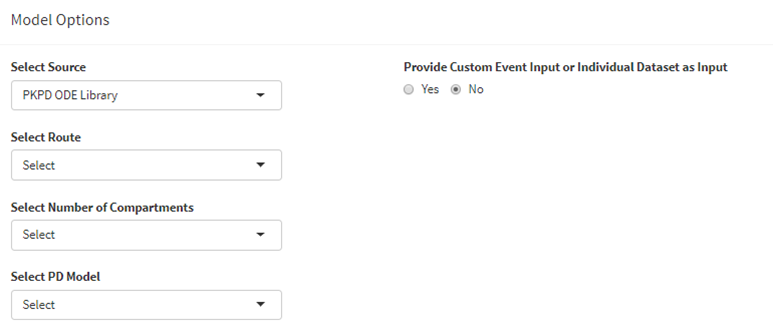 Model Options
Select Source
PKPD ODE Library
Provide Custom Event Input or Individual Dataset as Input
Yes No
Select Route
Select
Select Number of Compartments
Select
Select PD Model
Select